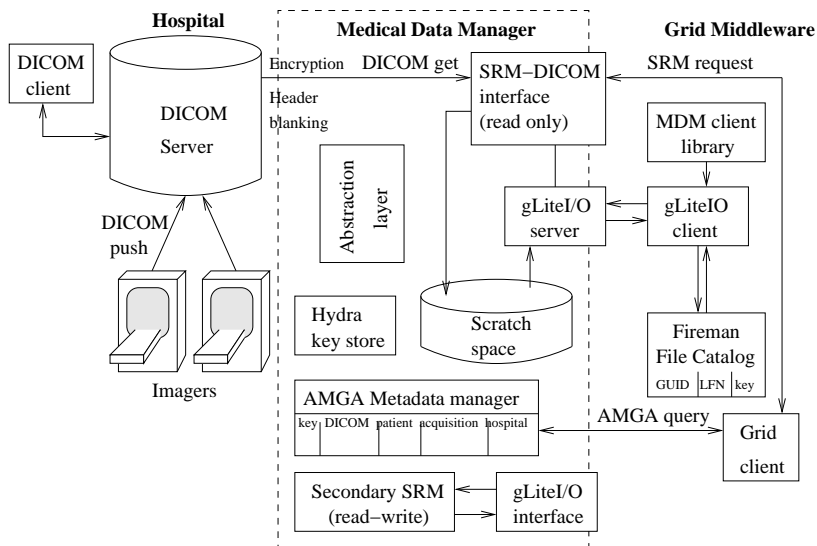 Hospital
Medical Data Manager
Grid Middleware
DICOM
client
DICOM
Server
Encryption
Header
blanking
DICOM get
SRM−DICOM
interface
(read only)
SRM request
MDM client
library
Abstraction
layer
gLiteI/O
server
gLiteIO
client
DICOM
push
Imagers
Hydra
key store
Scratch
space
Fireman
File Catalog
GUID LFN key
AMGA Metadata manager
key DICOM patient acquisition hospital
AMGA query
Grid
client
Secondary SRM
(read−write)
gLiteI/O
interface